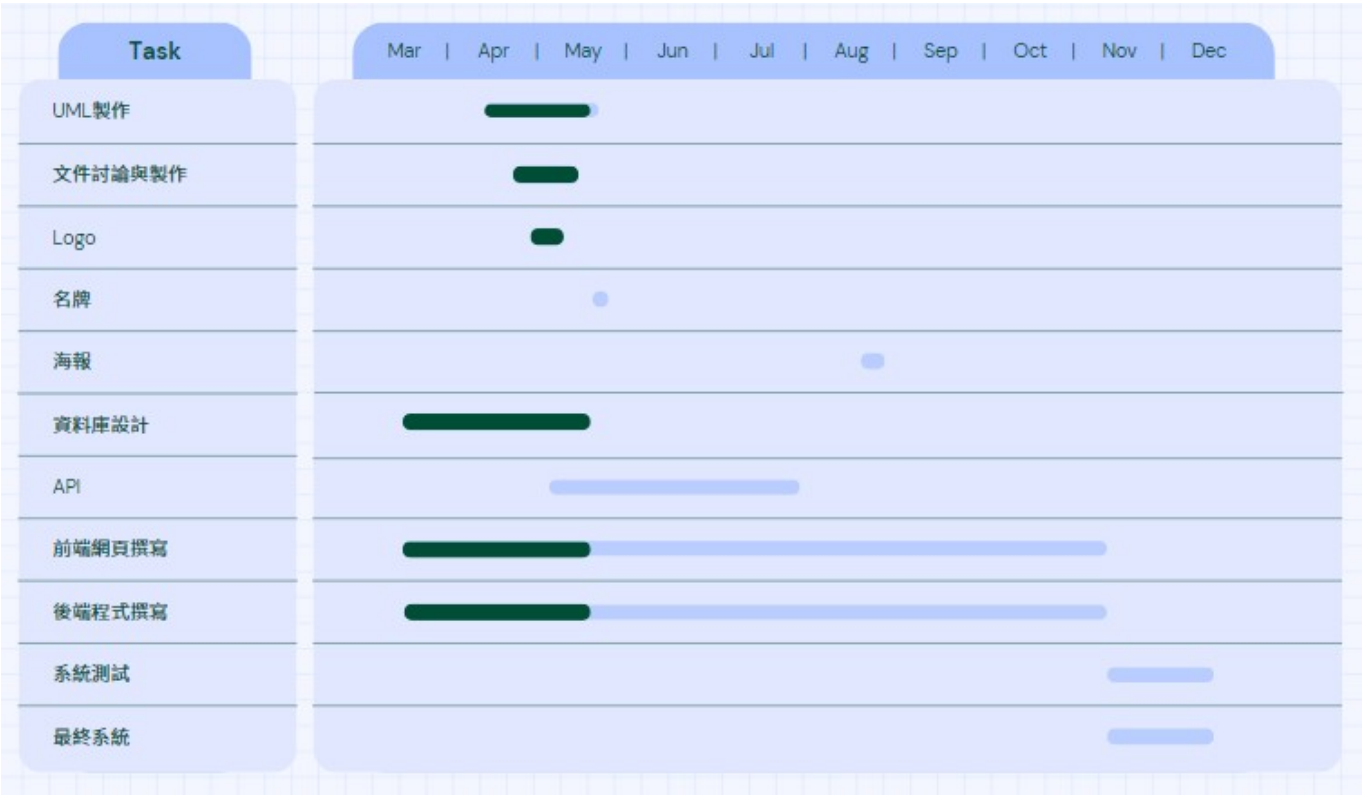 Task
Mar | Apr | May | Jun | Jul | Aug | Sep | Oct | Nov | Dec
UML製作
文件討論與製作
Logo
名牌
海報
資料庫設計
API
前端網頁撰寫
後端程式撰寫
系統測試
最終系統